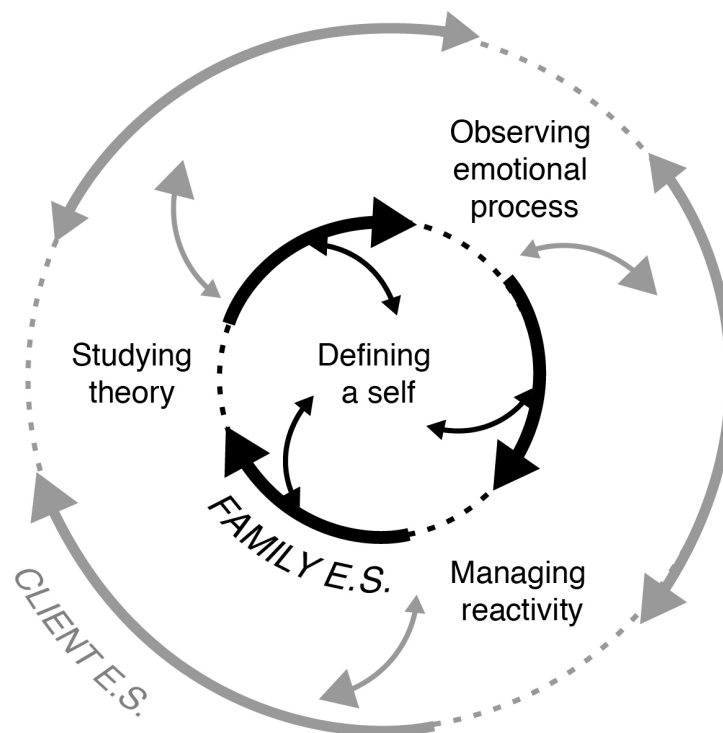 Observing
emotional
process
Studying
theory
Defining
a self
FAMILY E.S.
Managing
reactivity
CLIENT E.S.